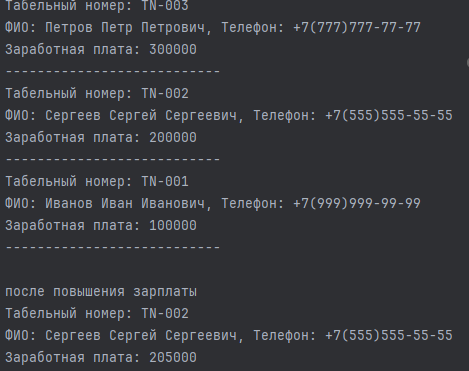 Табельный номер: TN-003
ФИО: Петров Петр Петрович, Телефон: +7(777)777-77-77
Заработная плата: 300000
---------------------------
Табельный номер: TN-002
ФИО: Сергеев Сергей Сергеевич, Телефон: +7(555)555-55-55
Заработная плата: 200000
---------------------------
Табельный номер: TN-001
ФИО: Иванов Иван Иванович, Телефон: +7(999)999-99-99
Заработная плата: 100000
---------------------------
после повышения зарплаты
Табельный номер: TN-002
ФИО: Сергеев Сергей Сергеевич, Телефон: +7(555)555-55-55
Заработная плата: 205000